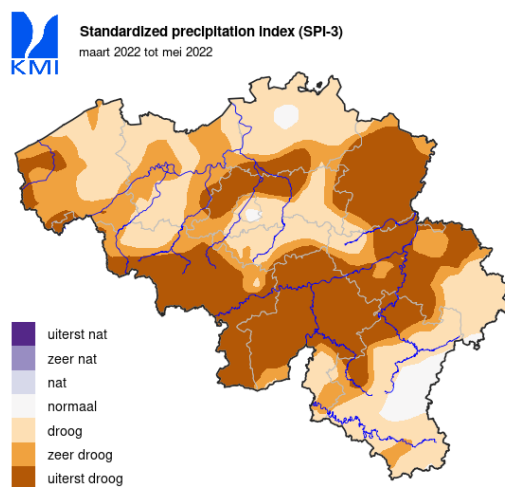 Standardized precipitation index (SPI-3)
maart 2022 tot mei 2022
KMI
uiterst nat
zeer nat
nat
normaal
droog
zeer droog
uiterst droog